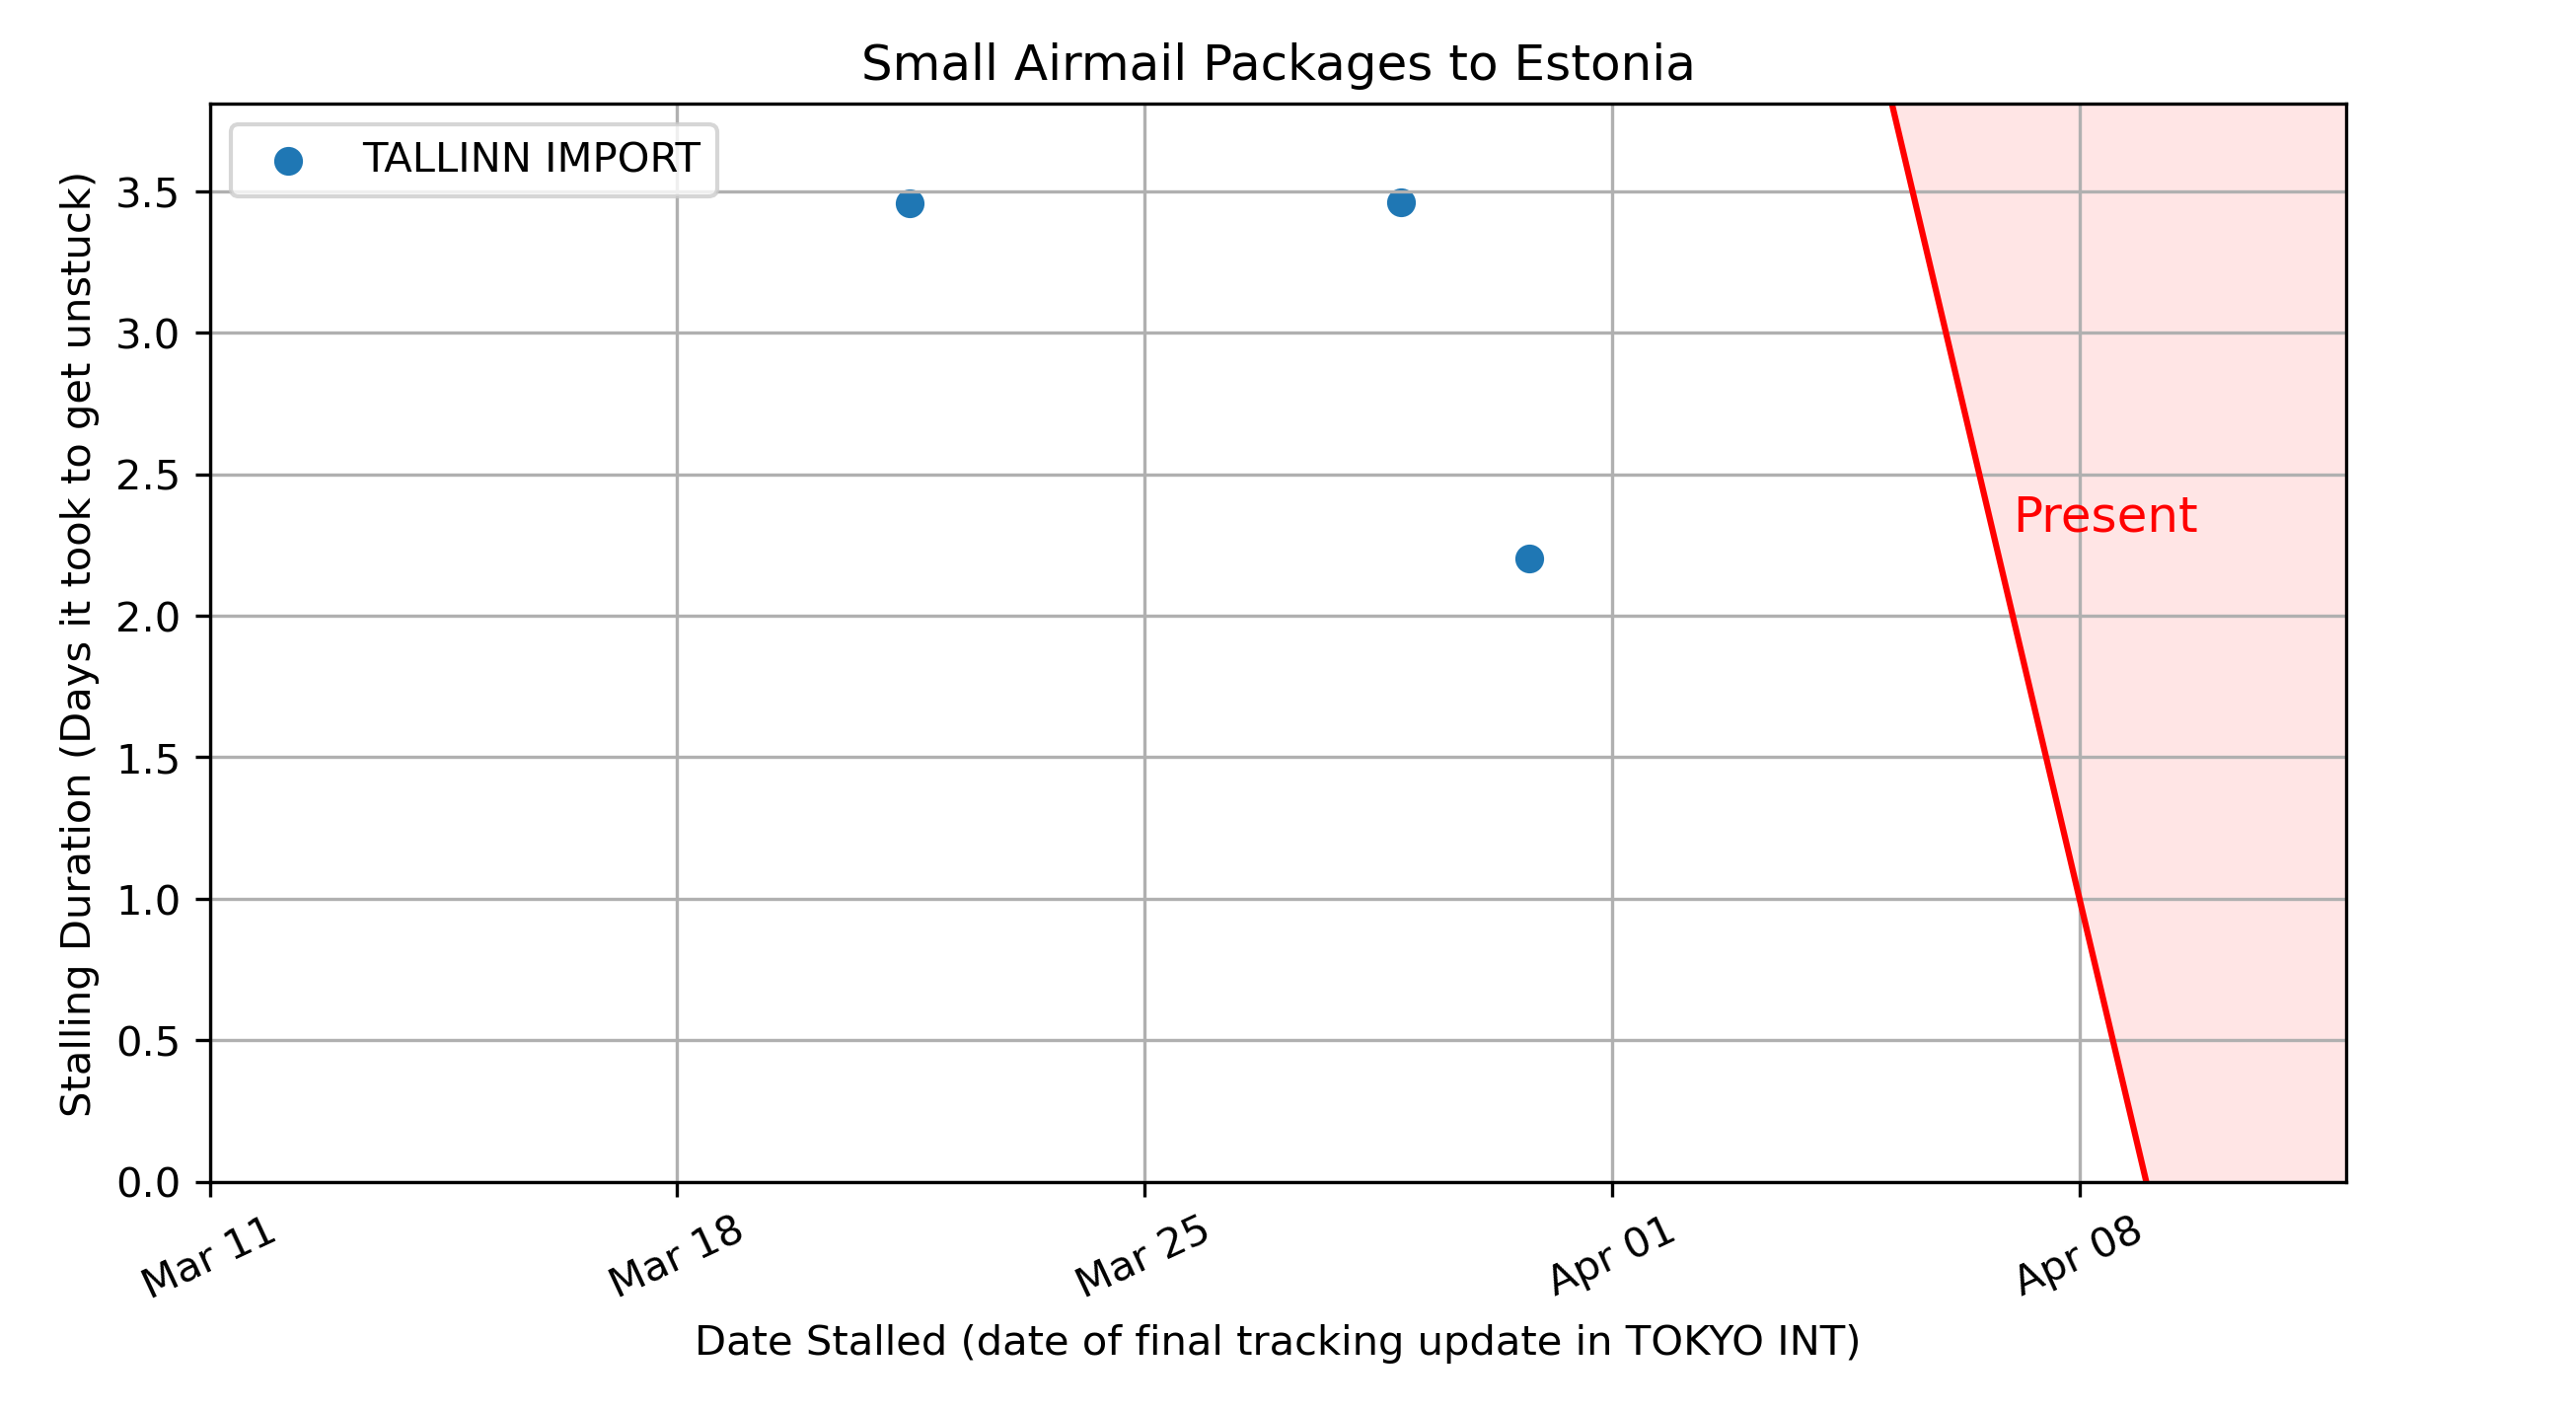 Small Airmail Packages to Estonia
TALLINN IMPORT
Stalling Duration (Days it took to get unstuck)
3.5
3.0
2.5
2.0
1.5
1.0
0.5
0.0
Present
Mar 11
Mar 18
Mar 25
Apr 01
Apr 08
Date Stalled (date of final tracking update in TOKYO INT)